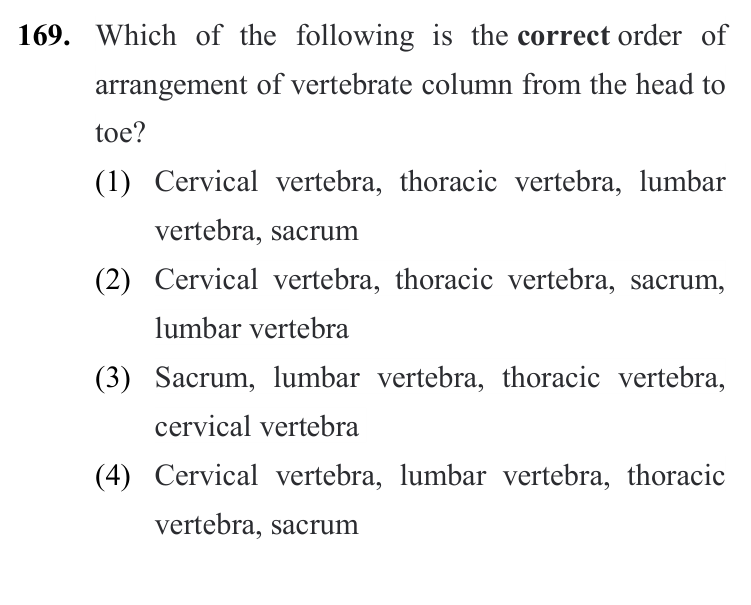 169. Which of the following is the correct order of
arrangement of vertebrate column from the head to
toe?
(1) Cervical vertebra, thoracic vertebra, lumbar
vertebra, sacrum
(2) Cervical vertebra, thoracic vertebra, sacrum,
lumbar vertebra
(3) Sacrum, lumbar vertebra, thoracic vertebra,
cervical vertebra
(4) Cervical vertebra, lumbar vertebra, thoracic
vertebra, sacrum